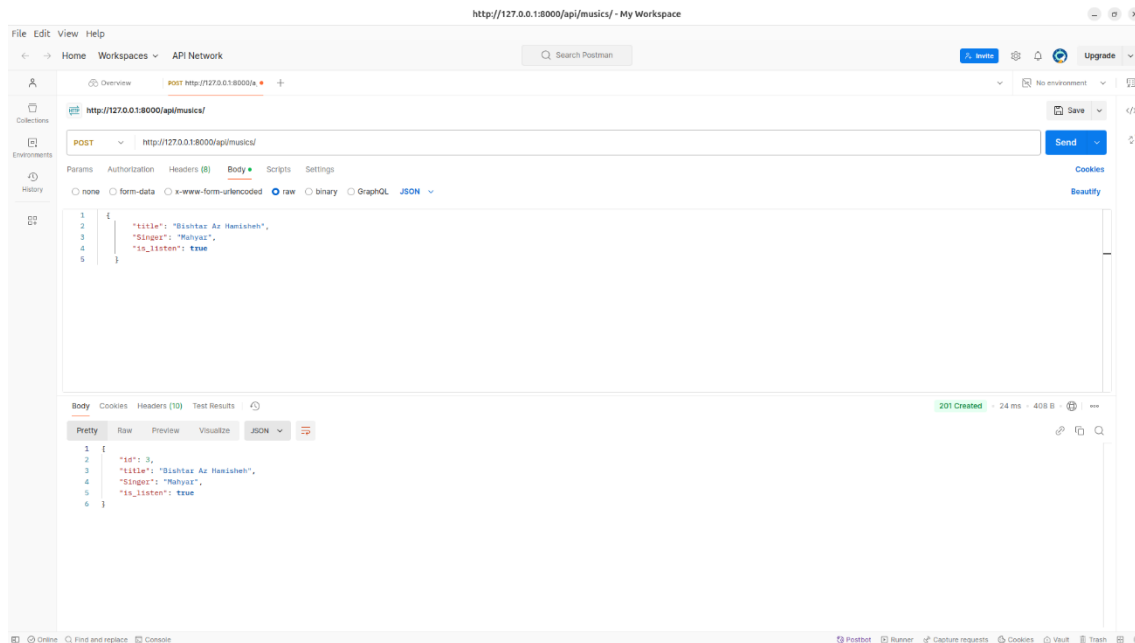 http://127.0.0.1:8000/api/musics/ - My Workspace
File Edit View Help
Home Workspaces API Network Search Postman Invite Upgrade
Overview POST http://127.0.0.1:8000/a No environment
Collections
http://127.0.0.1:8000/api/musics/ Save
Environments
POST http://127.0.0.1:8000/api/musics/ Send
History
Params Authorization Headers (8) Body Scripts Settings Cookies
none form-data x-www-form-urlencoded raw binary GraphQL JSON Beautify
1 {
2 "title": "Bishtar Az Hamisheh",
3 "Singer": "Mahyar",
4 "is_listen": true
5 }
Body Cookies Headers (10) Test Results 201 Created 24 ms 408 B
Pretty Raw Preview Visualize JSON
1 {
2 "id": 3,
3 "title": "Bishtar Az Hamisheh",
4 "Singer": "Mahyar",
5 "is_listen": true
6 }
Online Find and replace Console Postbot Runner Capture requests Cookies Vault Trash